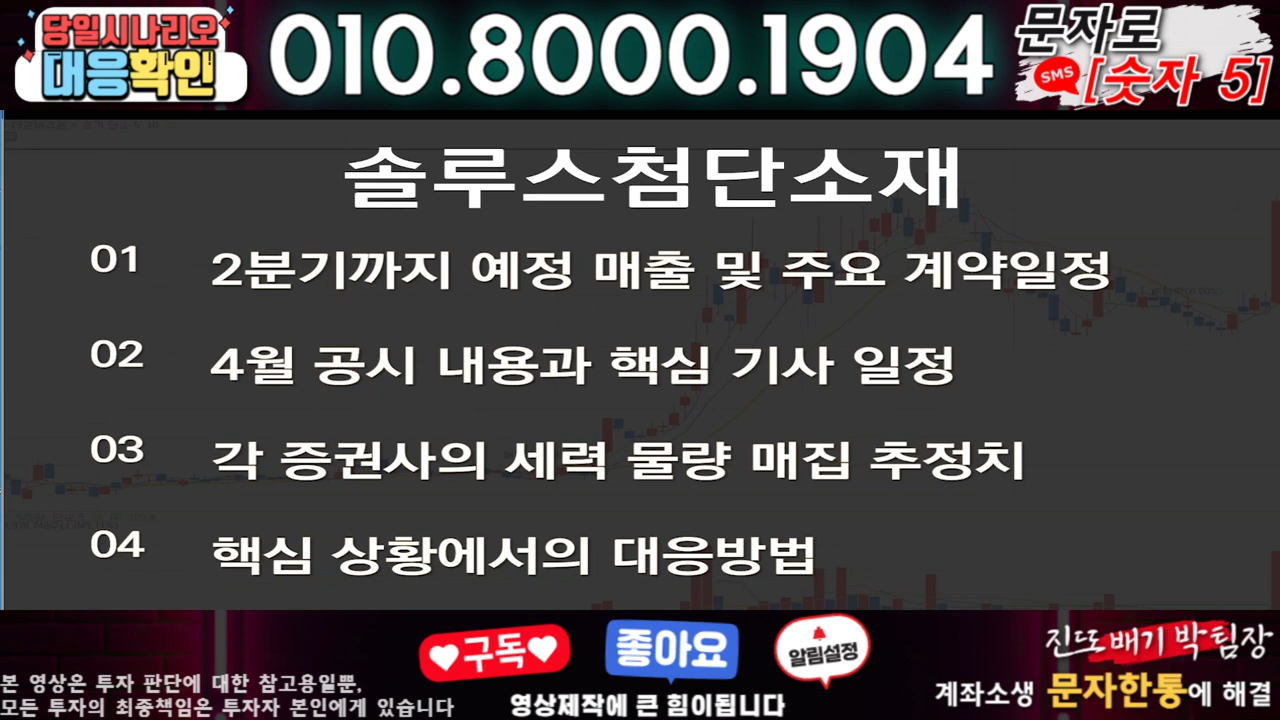 당일시나리오
대응확인
010.8000.1904
문자로
SMS
[숫자 5]
솔루스첨단소재
01 2분기까지 예정 매출 및 주요 계약일정
02 4월 공시 내용과 핵심 기사 일정
03 각 증권사의 세력 물량 매집 추정치
04 핵심 상황에서의 대응방법
구독
좋아요
알림설정
영상제작에 큰 힘이됩니다
본 영상은 투자 판단에 대한 참고용일뿐,
모든 투자의 최종책임은 투자자 본인에게 있습니다
진또배기 박팀장
계좌소생 문자한통에 해결